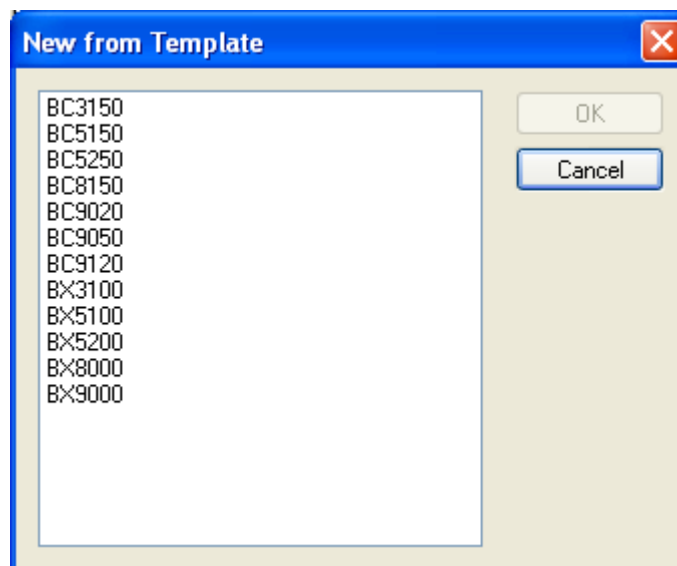 New from Template
BC3150
BC5150
BC5250
BC8150
BC9020
BC9050
BC9120
BX3100
BX5100
BX5200
BX8000
BX9000
OK
Cancel